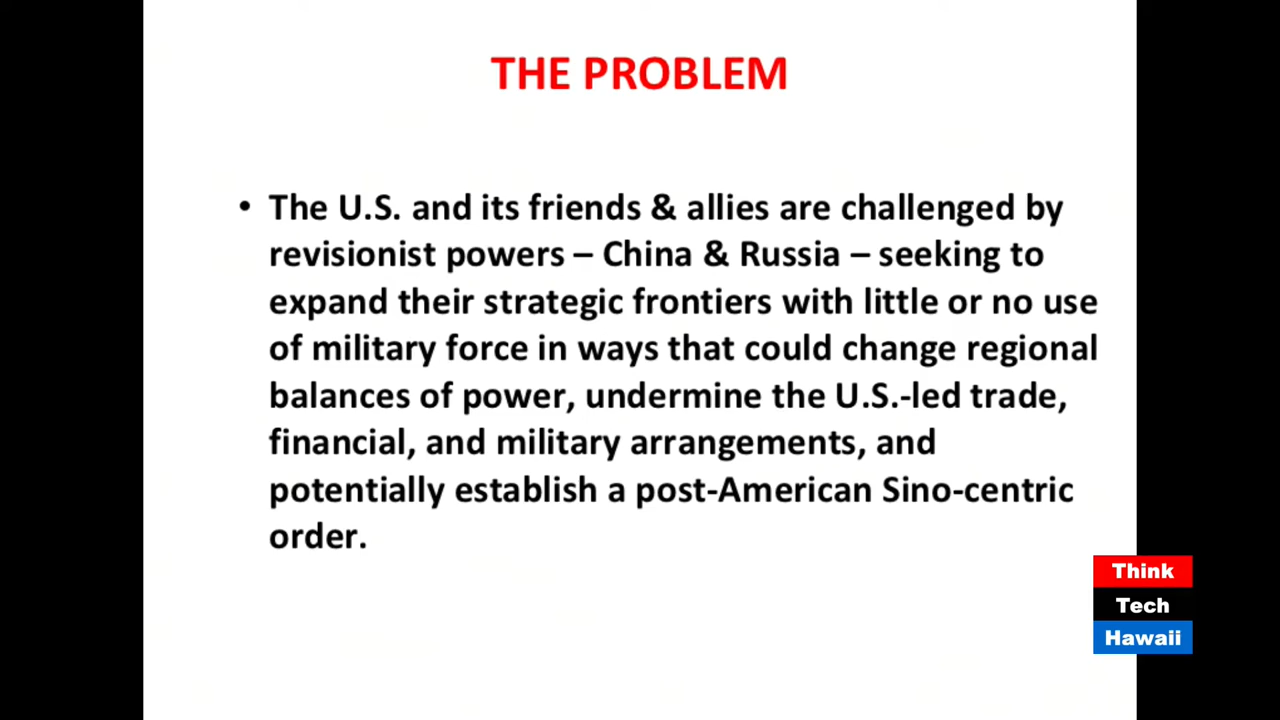 THE PROBLEM
• The U.S. and its friends & allies are challenged by
revisionist powers – China & Russia – seeking to
expand their strategic frontiers with little or no use
of military force in ways that could change regional
balances of power, undermine the U.S.-led trade,
financial, and military arrangements, and
potentially establish a post-American Sino-centric
order.
Think
Tech
Hawaii